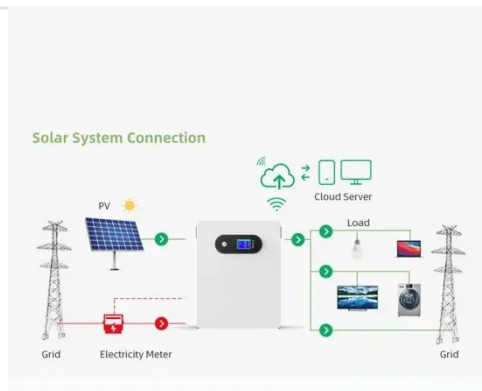 Solar System Connection
Cloud Server
PV
Load
Grid
Electricity Meter
Grid